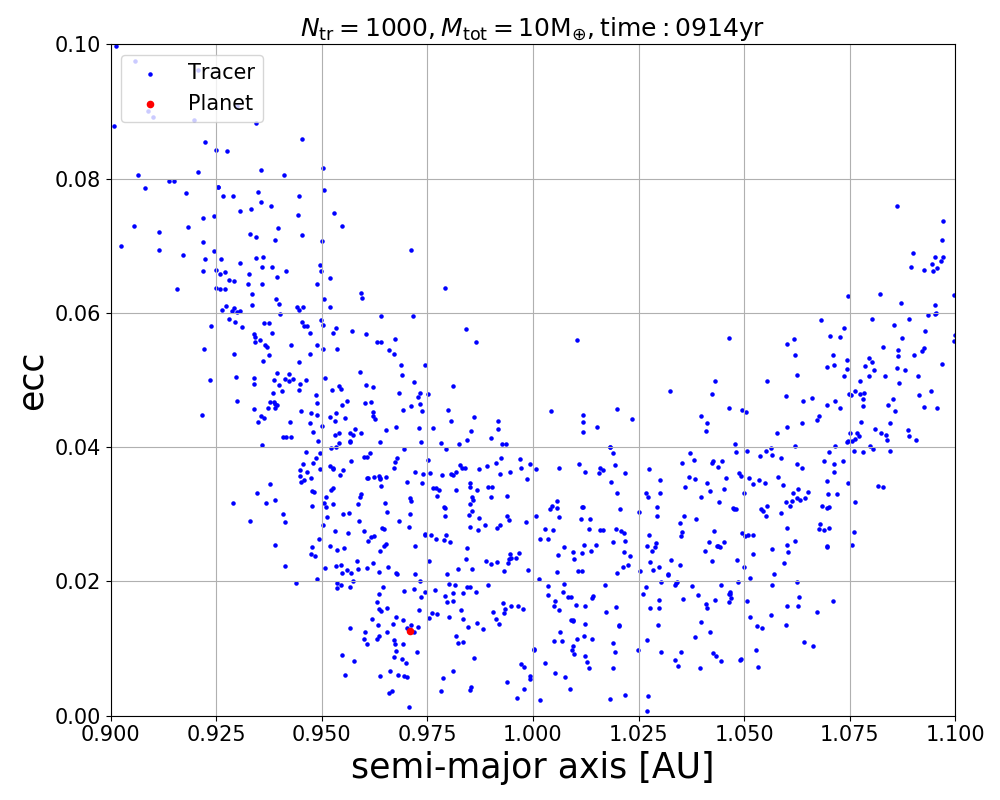 N_tr = 1000, M_tot = 10M_⊕, time : 0914yr
0.10
0.08
0.06
0.04
0.02
0.00
ecc
Tracer
Planet
0.900 0.925 0.950 0.975 1.000 1.025 1.050 1.075 1.100
semi-major axis [AU]